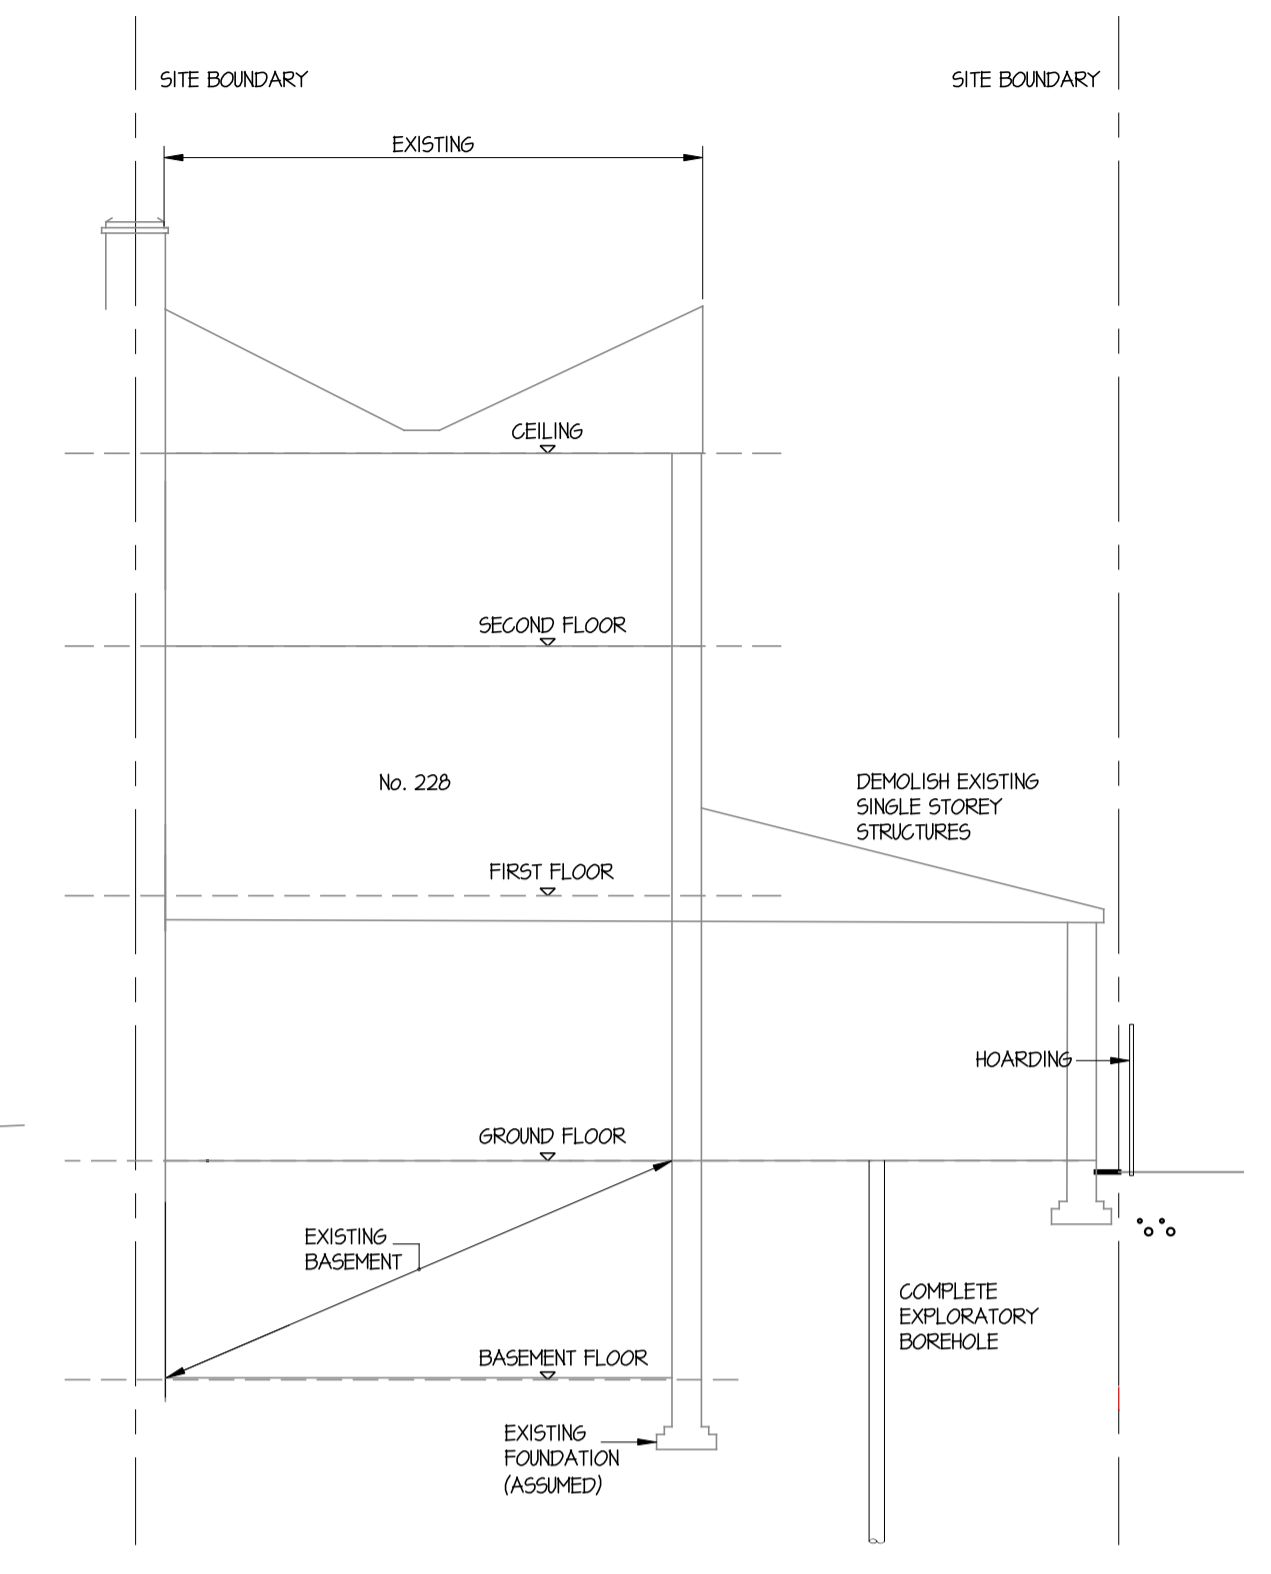 SITE BOUNDARY
SITE BOUNDARY
EXISTING
CEILING
SECOND FLOOR
No. 228
DEMOLISH EXISTING
SINGLE STOREY
STRUCTURES
FIRST FLOOR
HOARDING
GROUND FLOOR
EXISTING
BASEMENT
COMPLETE
EXPLORATORY
BOREHOLE
BASEMENT FLOOR
EXISTING
FOUNDATION
(ASSUMED)